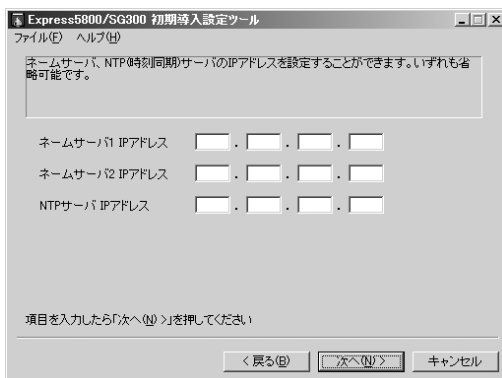 Express5800/SG300 初期導入設定ツール
ファイル(F) ヘルプ(H)
ネームサーバ、NTP(時刻同期)サーバのIPアドレスを設定することができます。いずれも省
略可能です。
ネームサーバ1 IPアドレス . . .
ネームサーバ2 IPアドレス . . .
NTPサーバ IPアドレス . . .
項目を入力したら「次へ(N) >」を押してください
< 戻る(B) 次へ(N) > キャンセル